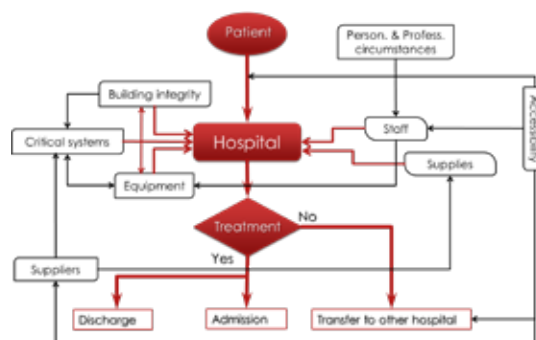 Patient
Person. & Profess.
circumstances
Building integrity
Critical systems
Hospital
Staff
Accessibility
Supplies
Equipment
No
Treatment
Yes
Suppliers
Discharge
Admission
Transfer to other hospital